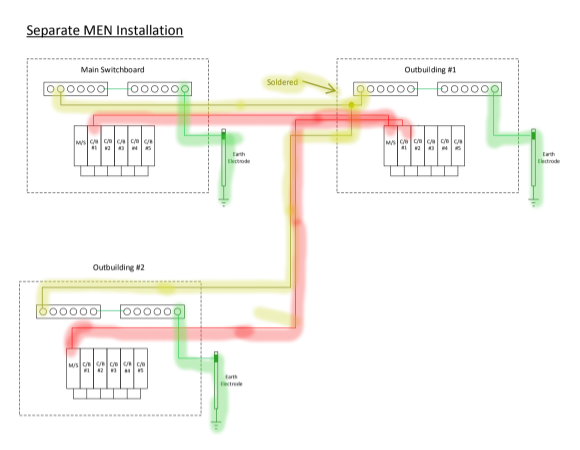 Separate MEN Installation
Main Switchboard
Outbuilding #1
Soldered
M/S
C/B #1
C/B #2
C/B #3
C/B #4
C/B #5
Earth
Electrode
M/S
C/B #1
C/B #2
C/B #3
C/B #4
C/B #5
Earth
Electrode
Outbuilding #2
M/S
C/B #1
C/B #2
C/B #3
C/B #4
C/B #5
Earth
Electrode